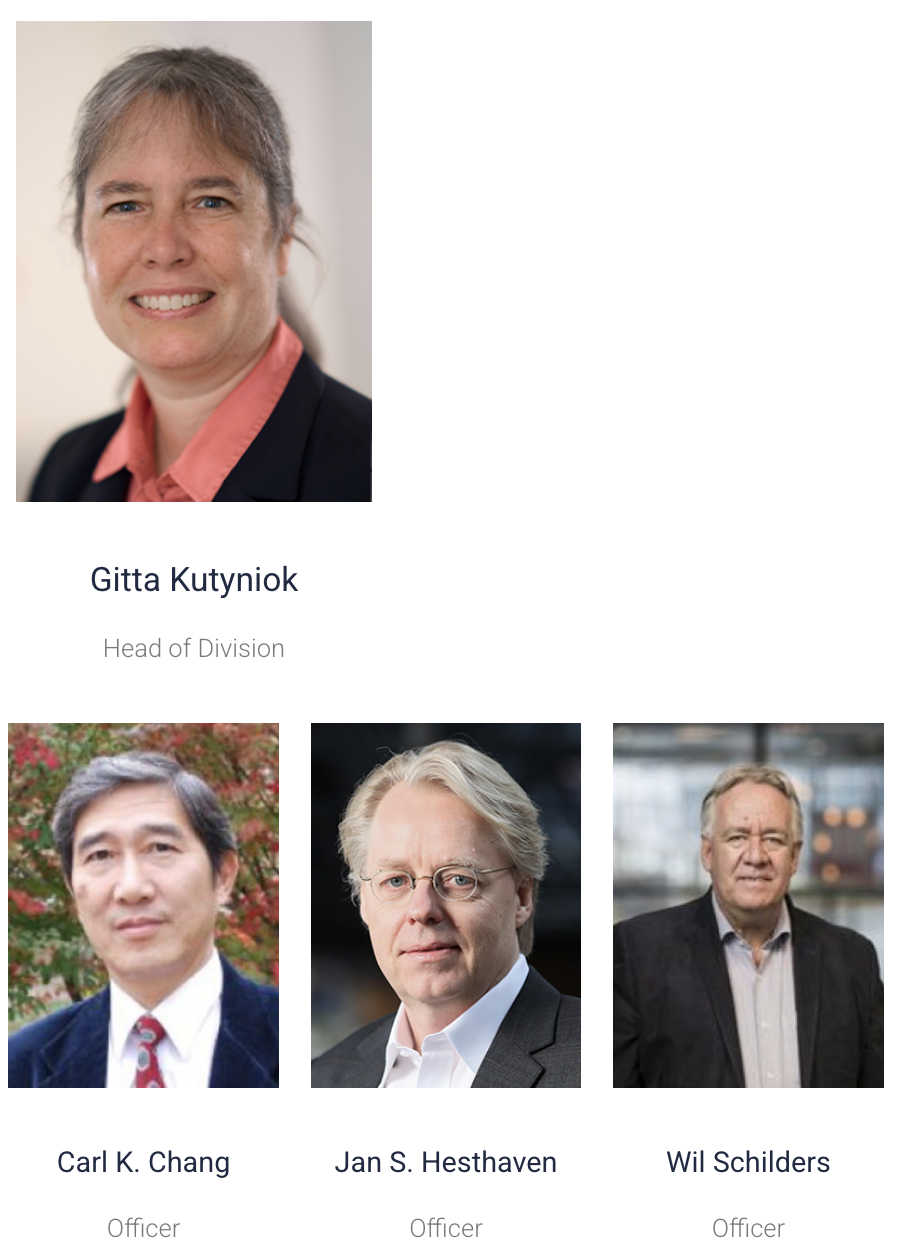 Gitta Kutyniok
Head of Division
Carl K. Chang
Jan S. Hesthaven
Wil Schilders
Officer
Officer
Officer